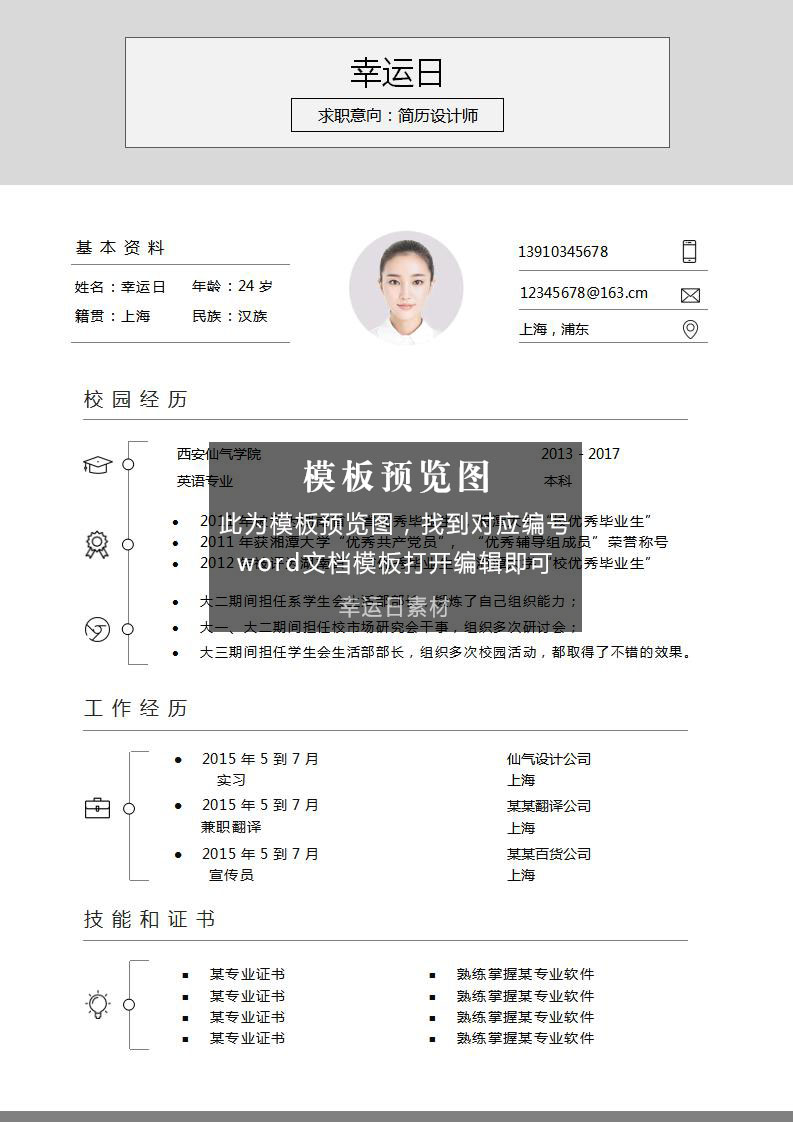 幸运日
求职意向：简历设计师
基本资料
姓名：幸运日 年龄：24 岁
籍贯：上海 民族：汉族
13910345678
12345678@163.cm
上海，浦东
校园经历
西安仙气学院 2013 - 2017
英语专业 本科
模板预览图
此为模板预览图，找到对应编号
word文档模板打开编辑即可
幸运日素材
优秀毕业生”
2011 年获湘潭大学“优秀共产党员”，“优秀辅导组成员”荣誉称号
2012 校优秀毕业生”
大二期间担任系学生会生活部部长，锻炼了自己组织能力；
大一、大二期间担任校市场研究会干事，组织多次研讨会；
大三期间担任学生会生活部部长，组织多次校园活动，都取得了不错的效果。
工作经历
2015 年 5 到 7 月 仙气设计公司
实习 上海
2015 年 5 到 7 月 某某翻译公司
兼职翻译 上海
2015 年 5 到 7 月 某某百货公司
宣传员 上海
技能和证书
某专业证书 熟练掌握某专业软件
某专业证书 熟练掌握某专业软件
某专业证书 熟练掌握某专业软件
某专业证书 熟练掌握某专业软件